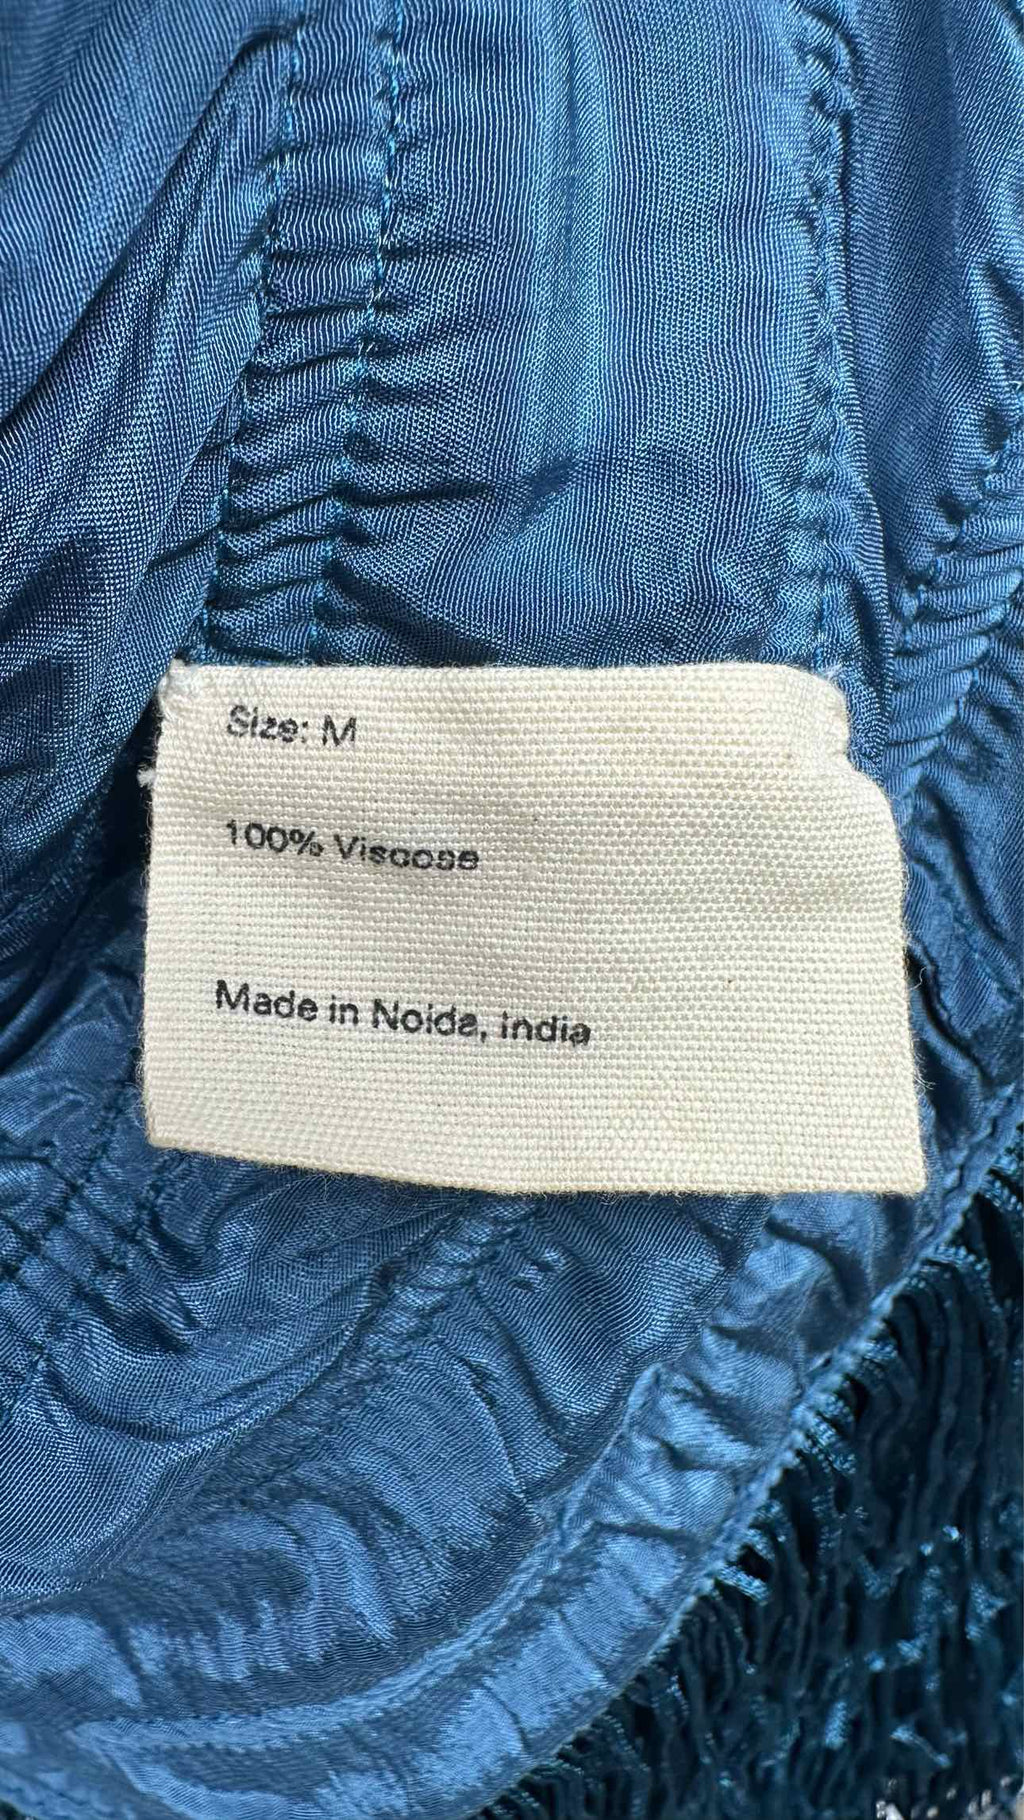 Size: M
100% Viscose
Made in Noida, India